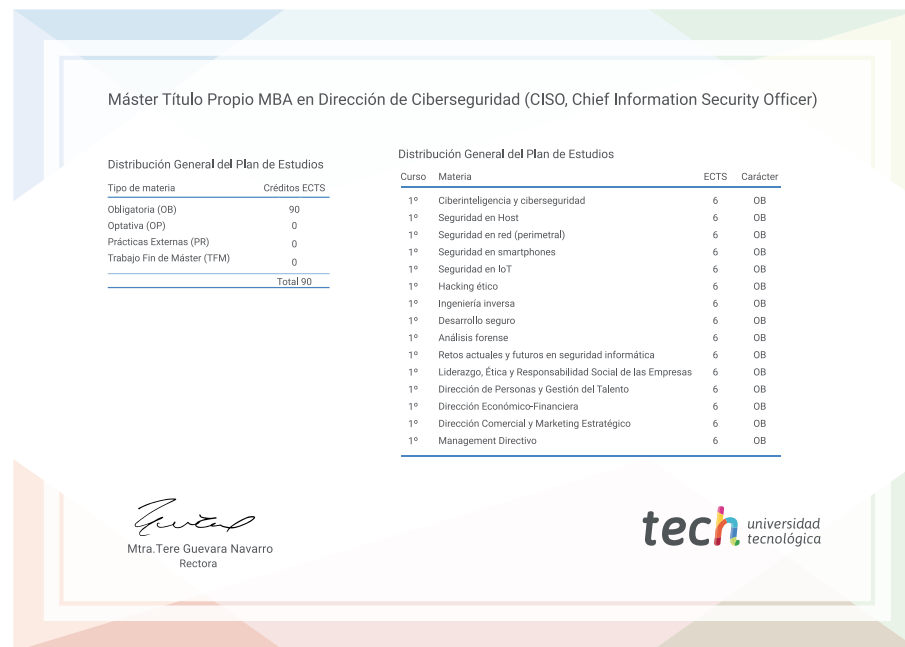 Máster Título Propio MBA en Dirección de Ciberseguridad (CISO, Chief Information Security Officer)
Distribución General del Plan de Estudios
Tipo de materia Créditos ECTS
Obligatoria (OB) 90
Optativa (OP) 0
Prácticas Externas (PR) 0
Trabajo Fin de Máster (TFM) 0
Total 90
Distribución General del Plan de Estudios
Curso Materia ECTS Carácter
1º Ciberinteligencia y ciberseguridad 6 OB
1º Seguridad en Host 6 OB
1º Seguridad en red (perimetral) 6 OB
1º Seguridad en smartphones 6 OB
1º Seguridad en IoT 6 OB
1º Hacking ético 6 OB
1º Ingeniería inversa 6 OB
1º Desarrollo seguro 6 OB
1º Análisis forense 6 OB
1º Retos actuales y futuros en seguridad informática 6 OB
1º Liderazgo, Ética y Responsabilidad Social de las Empresas 6 OB
1º Dirección de Personas y Gestión del Talento 6 OB
1º Dirección Económico-Financiera 6 OB
1º Dirección Comercial y Marketing Estratégico 6 OB
1º Management Directivo 6 OB
Mtra.Tere Guevara Navarro
Rectora
tech universidad
tecnológica